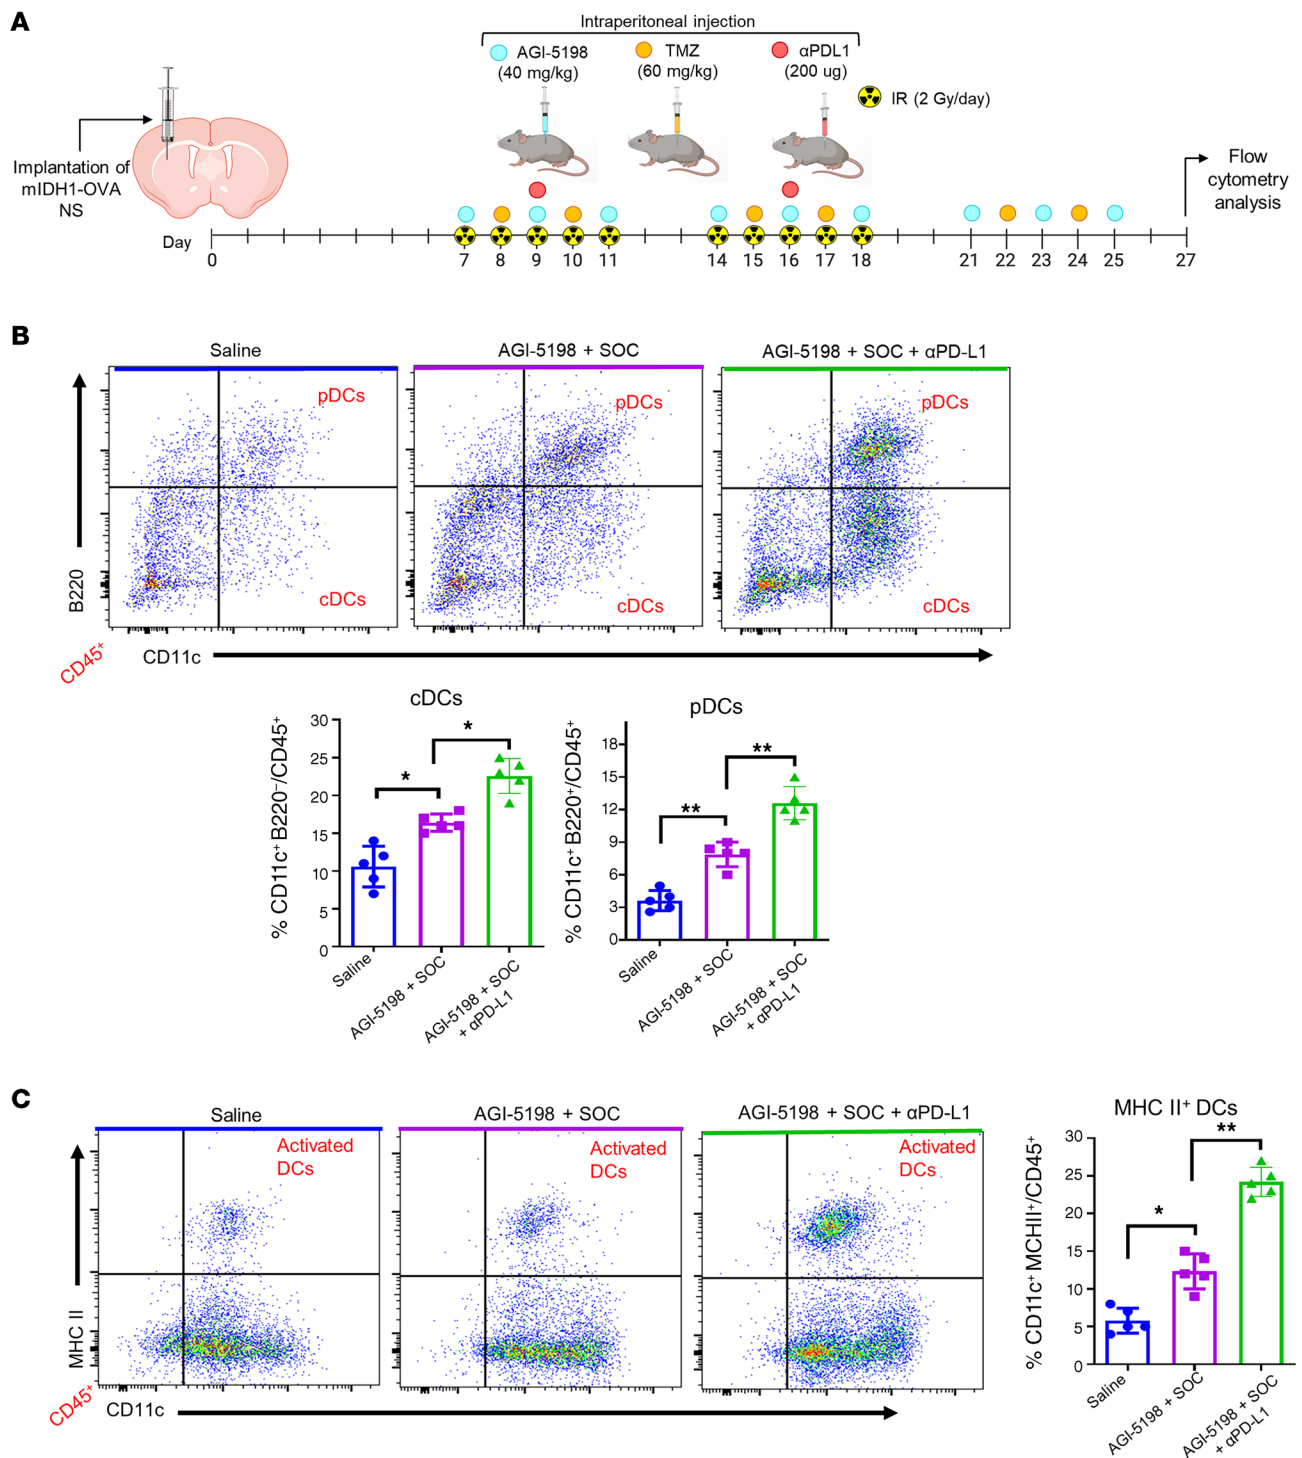 A
Intraperitoneal injection
AGI-5198
(40 mg/kg)
TMZ
(60 mg/kg)
αPDL1
(200 ug)
IR (2 Gy/day)
Implantation of
mIDH1-OVA
NS
Flow
cytometry
analysis
Day
0 7 8 9 10 11 14 15 16 17 18 21 22 23 24 25 27
B
Saline
AGI-5198 + SOC
AGI-5198 + SOC + αPD-L1
pDCs
pDCs
pDCs
cDCs
cDCs
cDCs
B220
CD45⁺
CD11c
cDCs
% CD11c⁺ B220⁻/CD45⁺
30
25
20
15
10
5
0
*
*
Saline
AGI-5198 + SOC
AGI-5198 + SOC
+ αPD-L1
pDCs
% CD11c⁺ B220⁺/CD45⁺
18
15
12
9
6
3
0
**
**
Saline
AGI-5198 + SOC
AGI-5198 + SOC
+ αPD-L1
C
Saline
AGI-5198 + SOC
AGI-5198 + SOC + αPD-L1
Activated
DCs
Activated
DCs
Activated
DCs
MHC II
CD45⁺
CD11c
MHC II⁺ DCs
% CD11c⁺ MCHII⁺/CD45⁺
30
25
20
15
10
5
0
*
**
Saline
AGI-5198 + SOC
AGI-5198 + SOC
+ αPD-L1